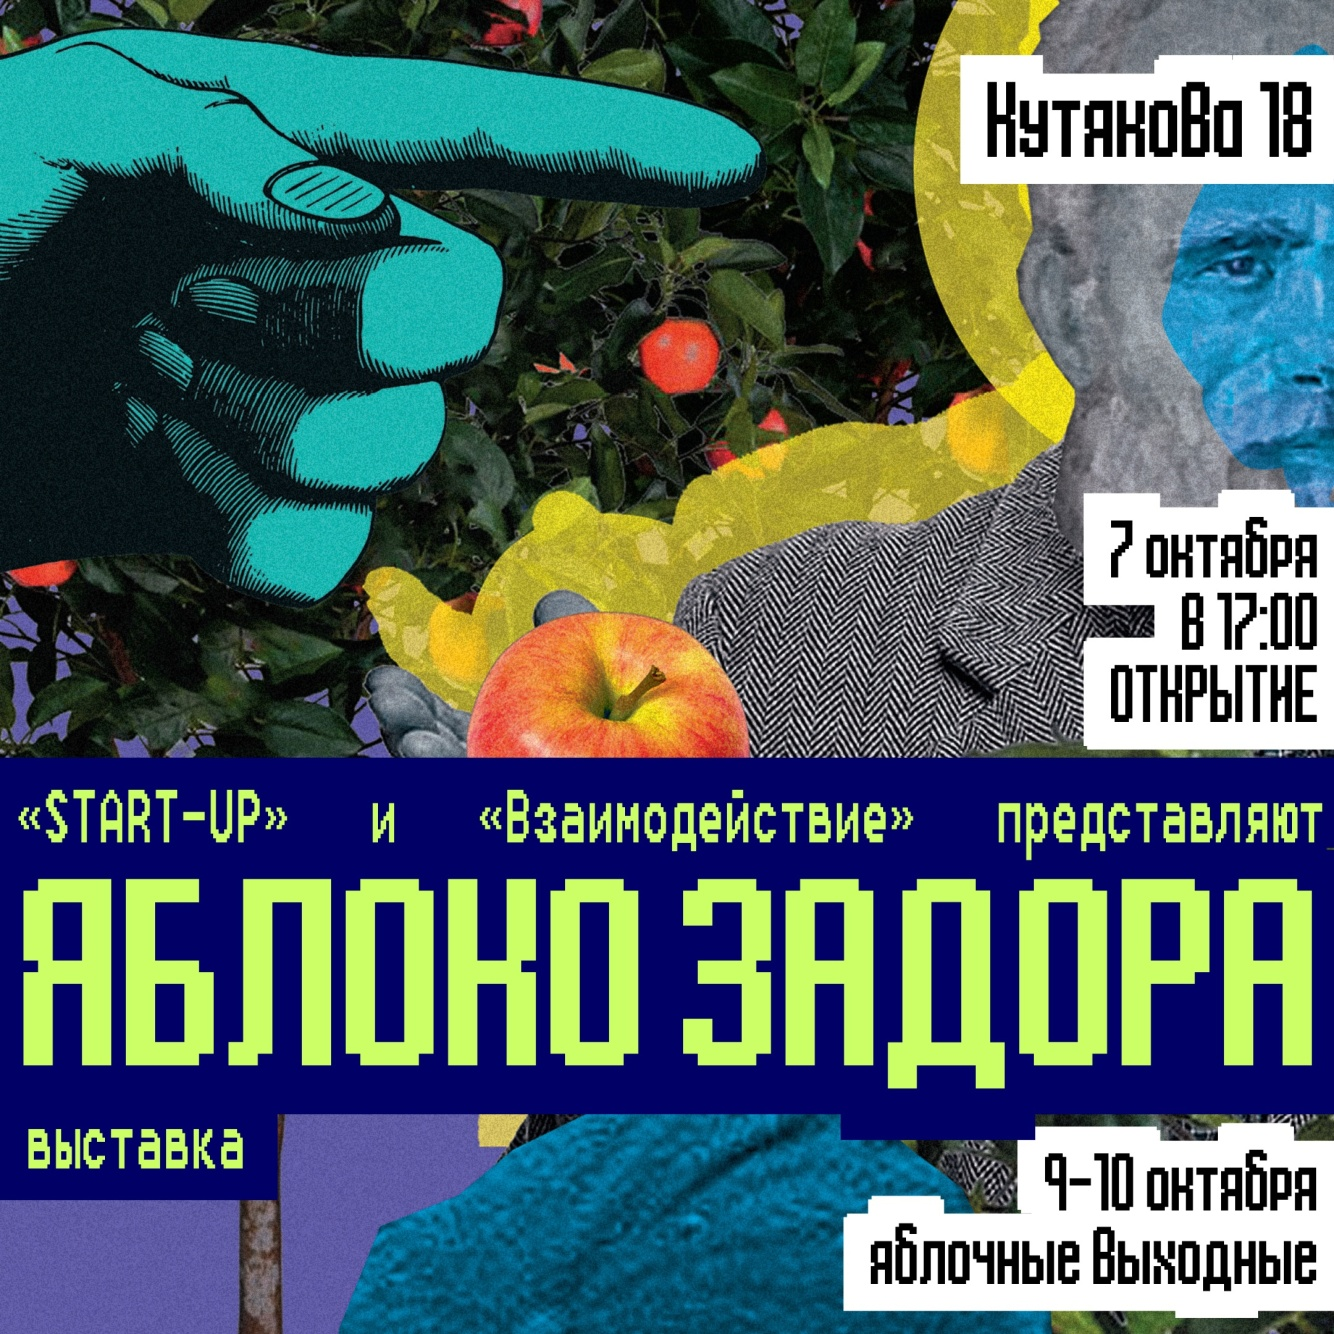 Кутякова 18
7 октября
в 17:00
ОТКРЫТИЕ
«START-UP» и «Взаимодействие» представляют
ЯБЛОКО ЗАДОРА
выставка
9-10 октября
яблочные выходные